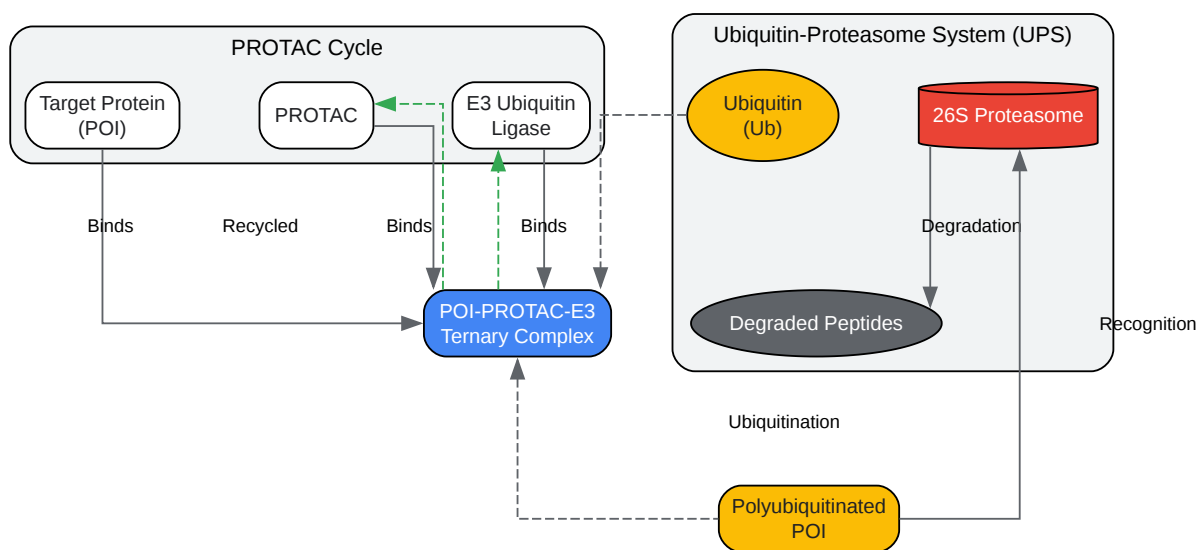 PROTAC Cycle
Target Protein
(POI)
PROTAC
E3 Ubiquitin
Ligase
Ubiquitin-Proteasome System (UPS)
Ubiquitin
(Ub)
26S Proteasome
Binds
Recycled
Binds
Binds
Degradation
POI-PROTAC-E3
Ternary Complex
Degraded Peptides
Recognition
Ubiquitination
Polyubiquitinated
POI